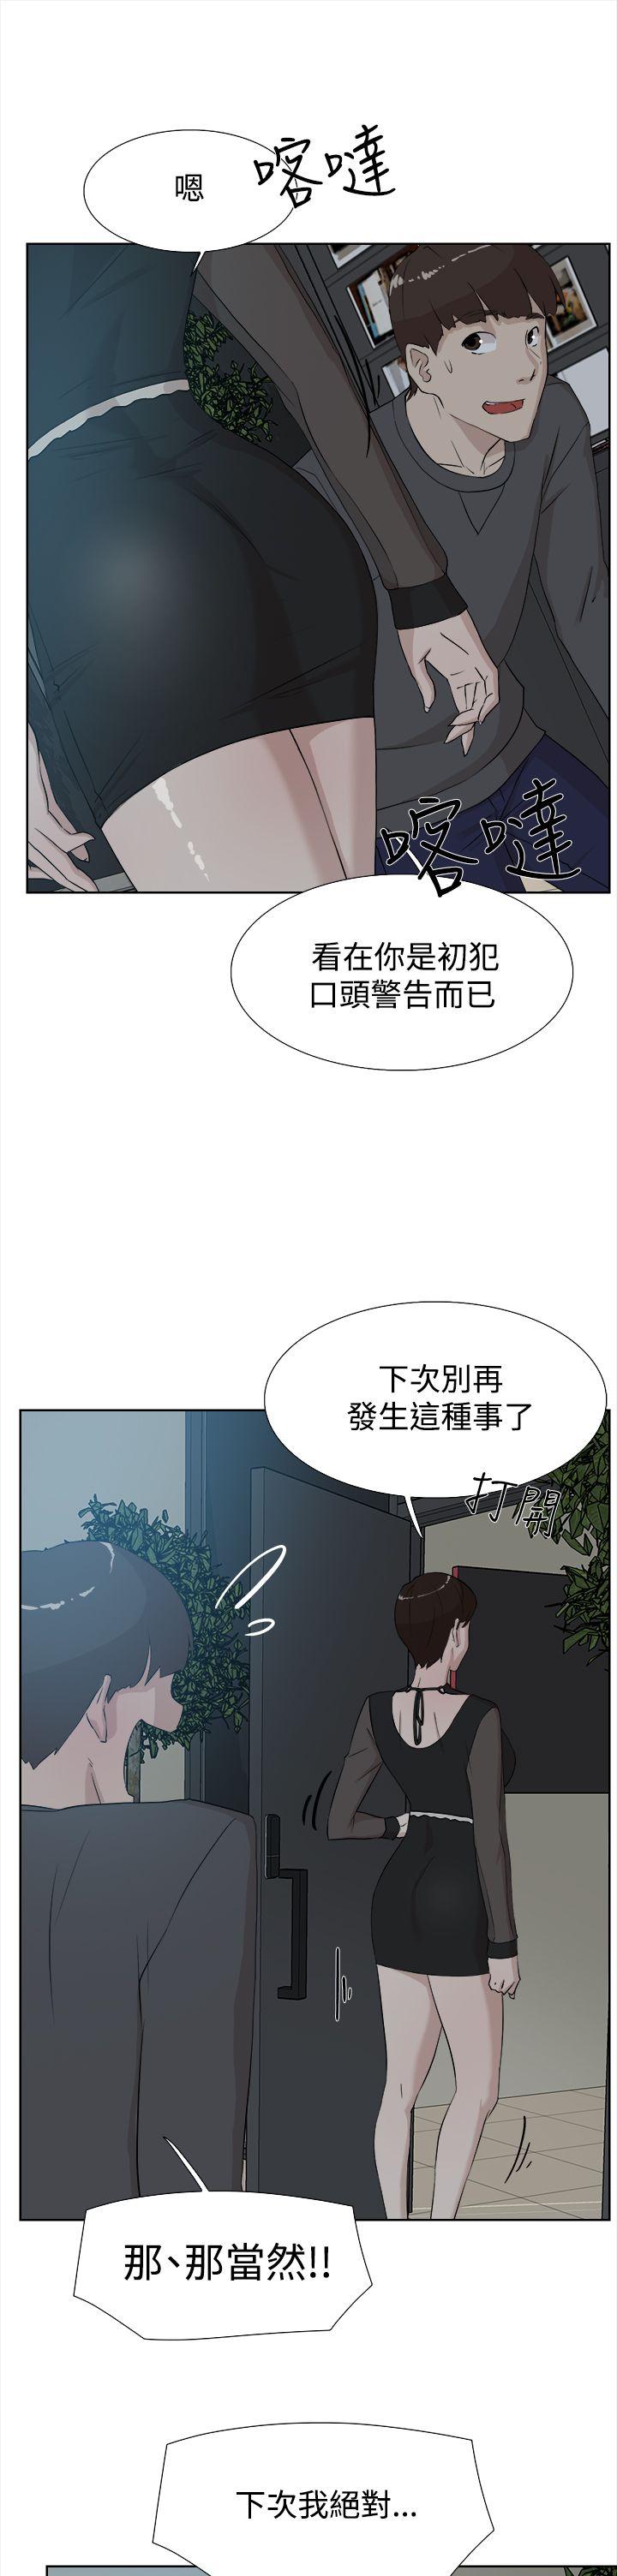 嗯
喀噠
喀噠
看在你是初犯
口頭警告而已
下次別再
發生這種事了
打開
那、那當然!!
下次我絕對...